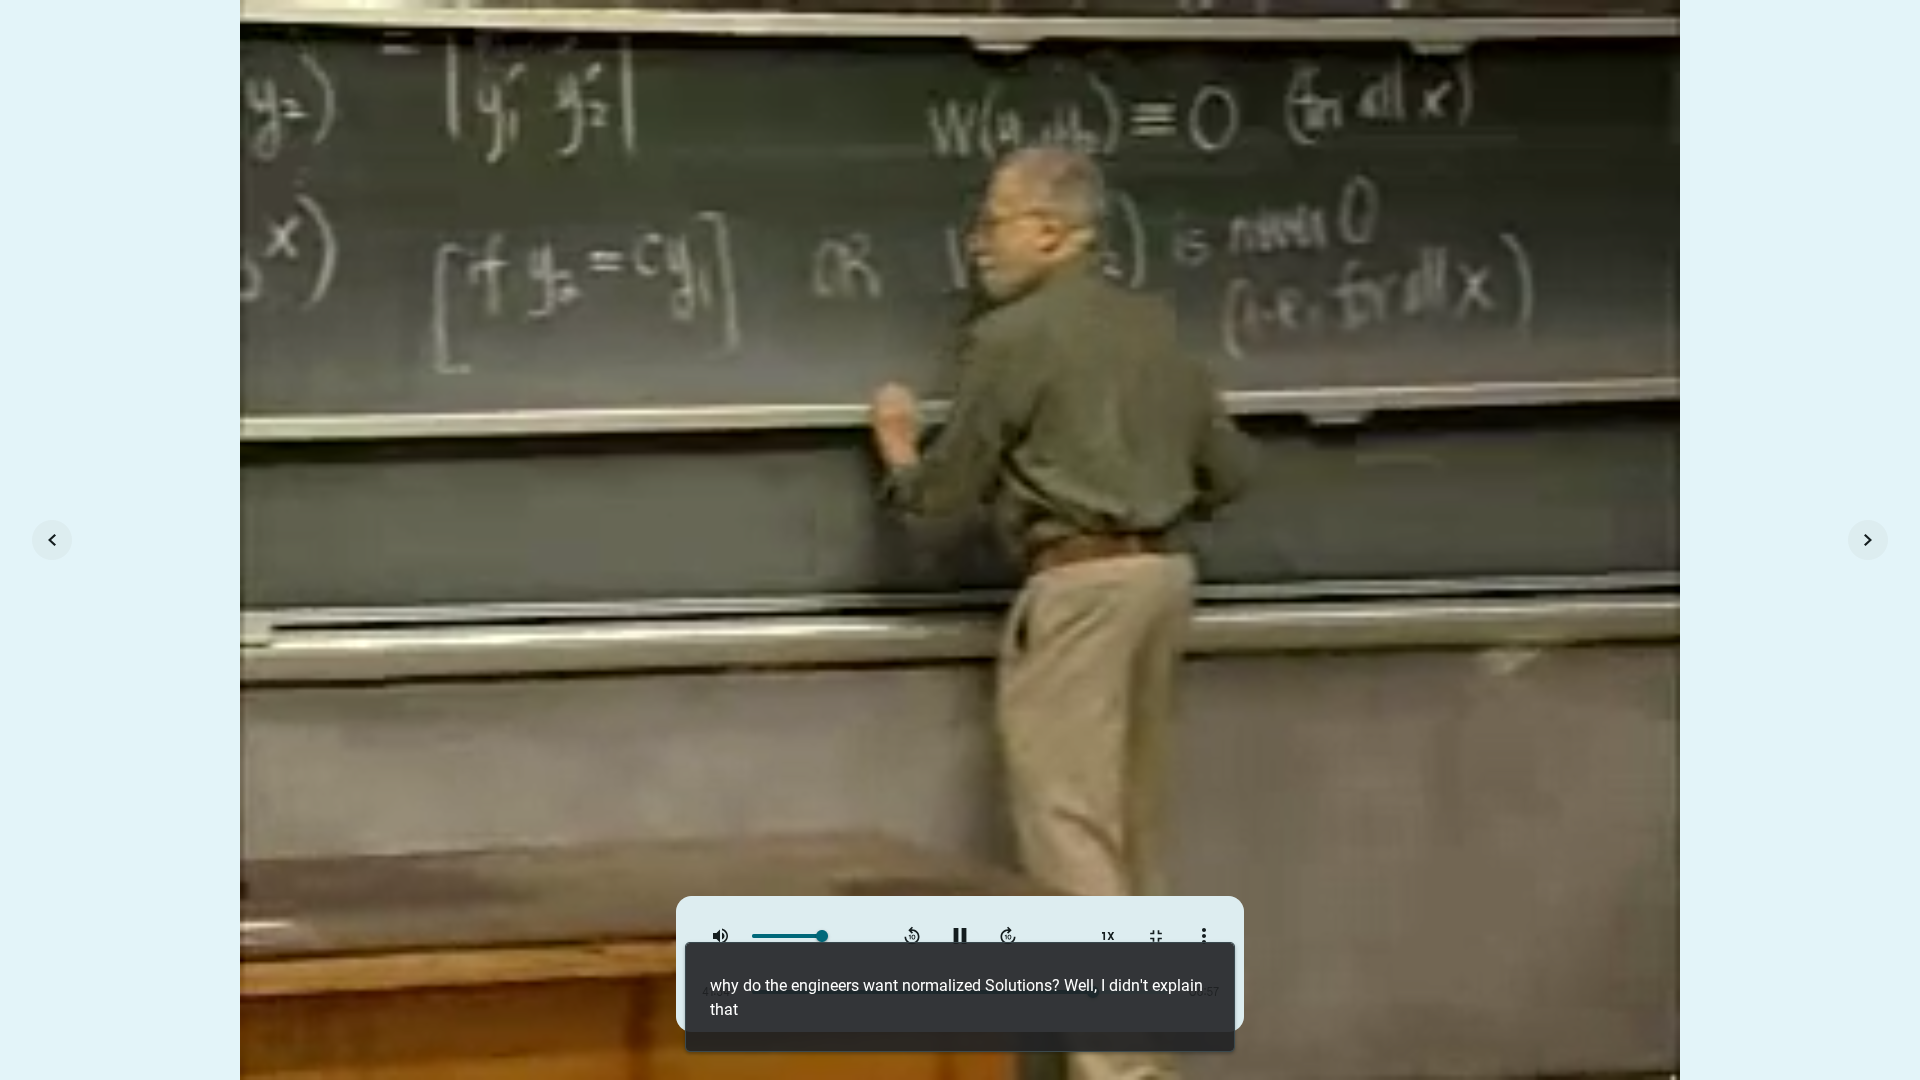 y₂) = |y₁' y₂'|
W(y₁,y₂) ≡ 0 (for all x)
x) [if y₂ = cy₁] OR
is never 0
(i.e. for all x)
1X
why do the engineers want normalized Solutions? Well, I didn't explain
that